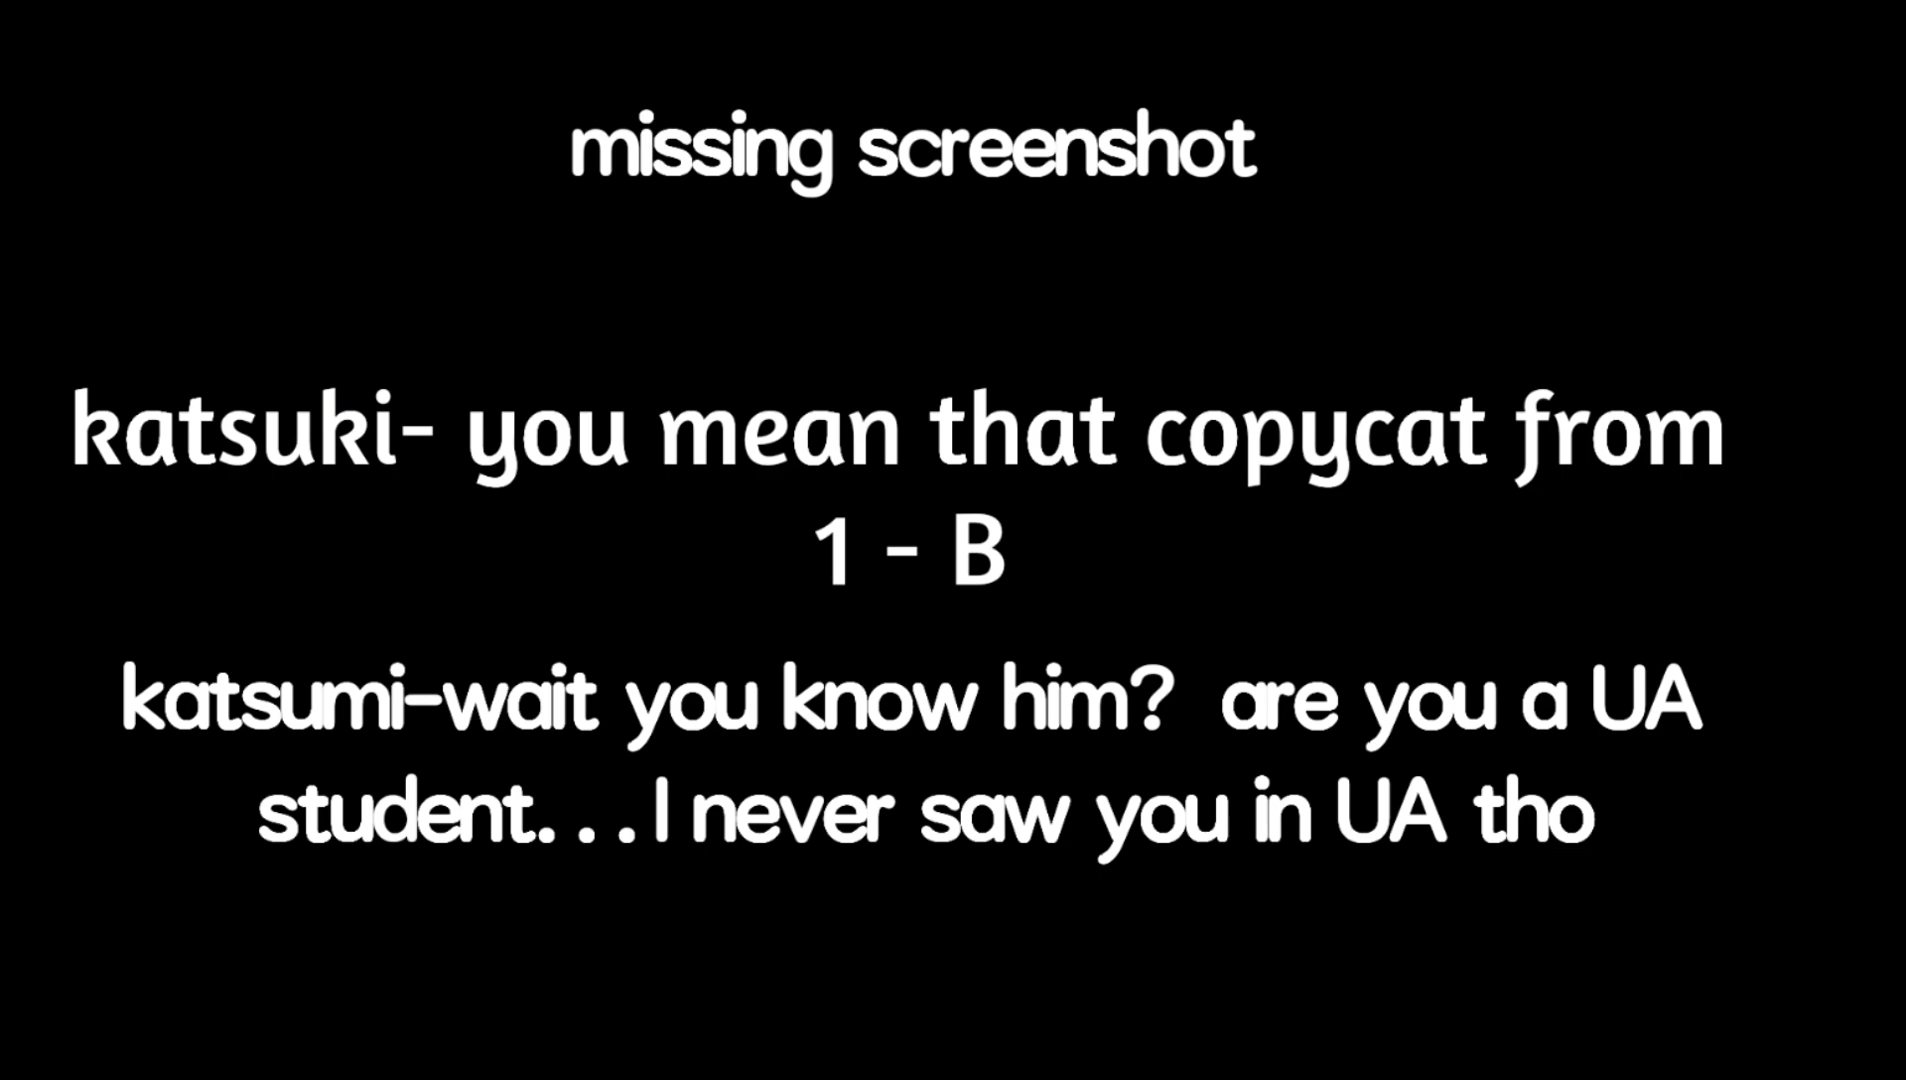 missing screenshot
katsuki- you mean that copycat from
1 - B
katsumi-wait you know him?  are you a UA
student. . . I never saw you in UA tho